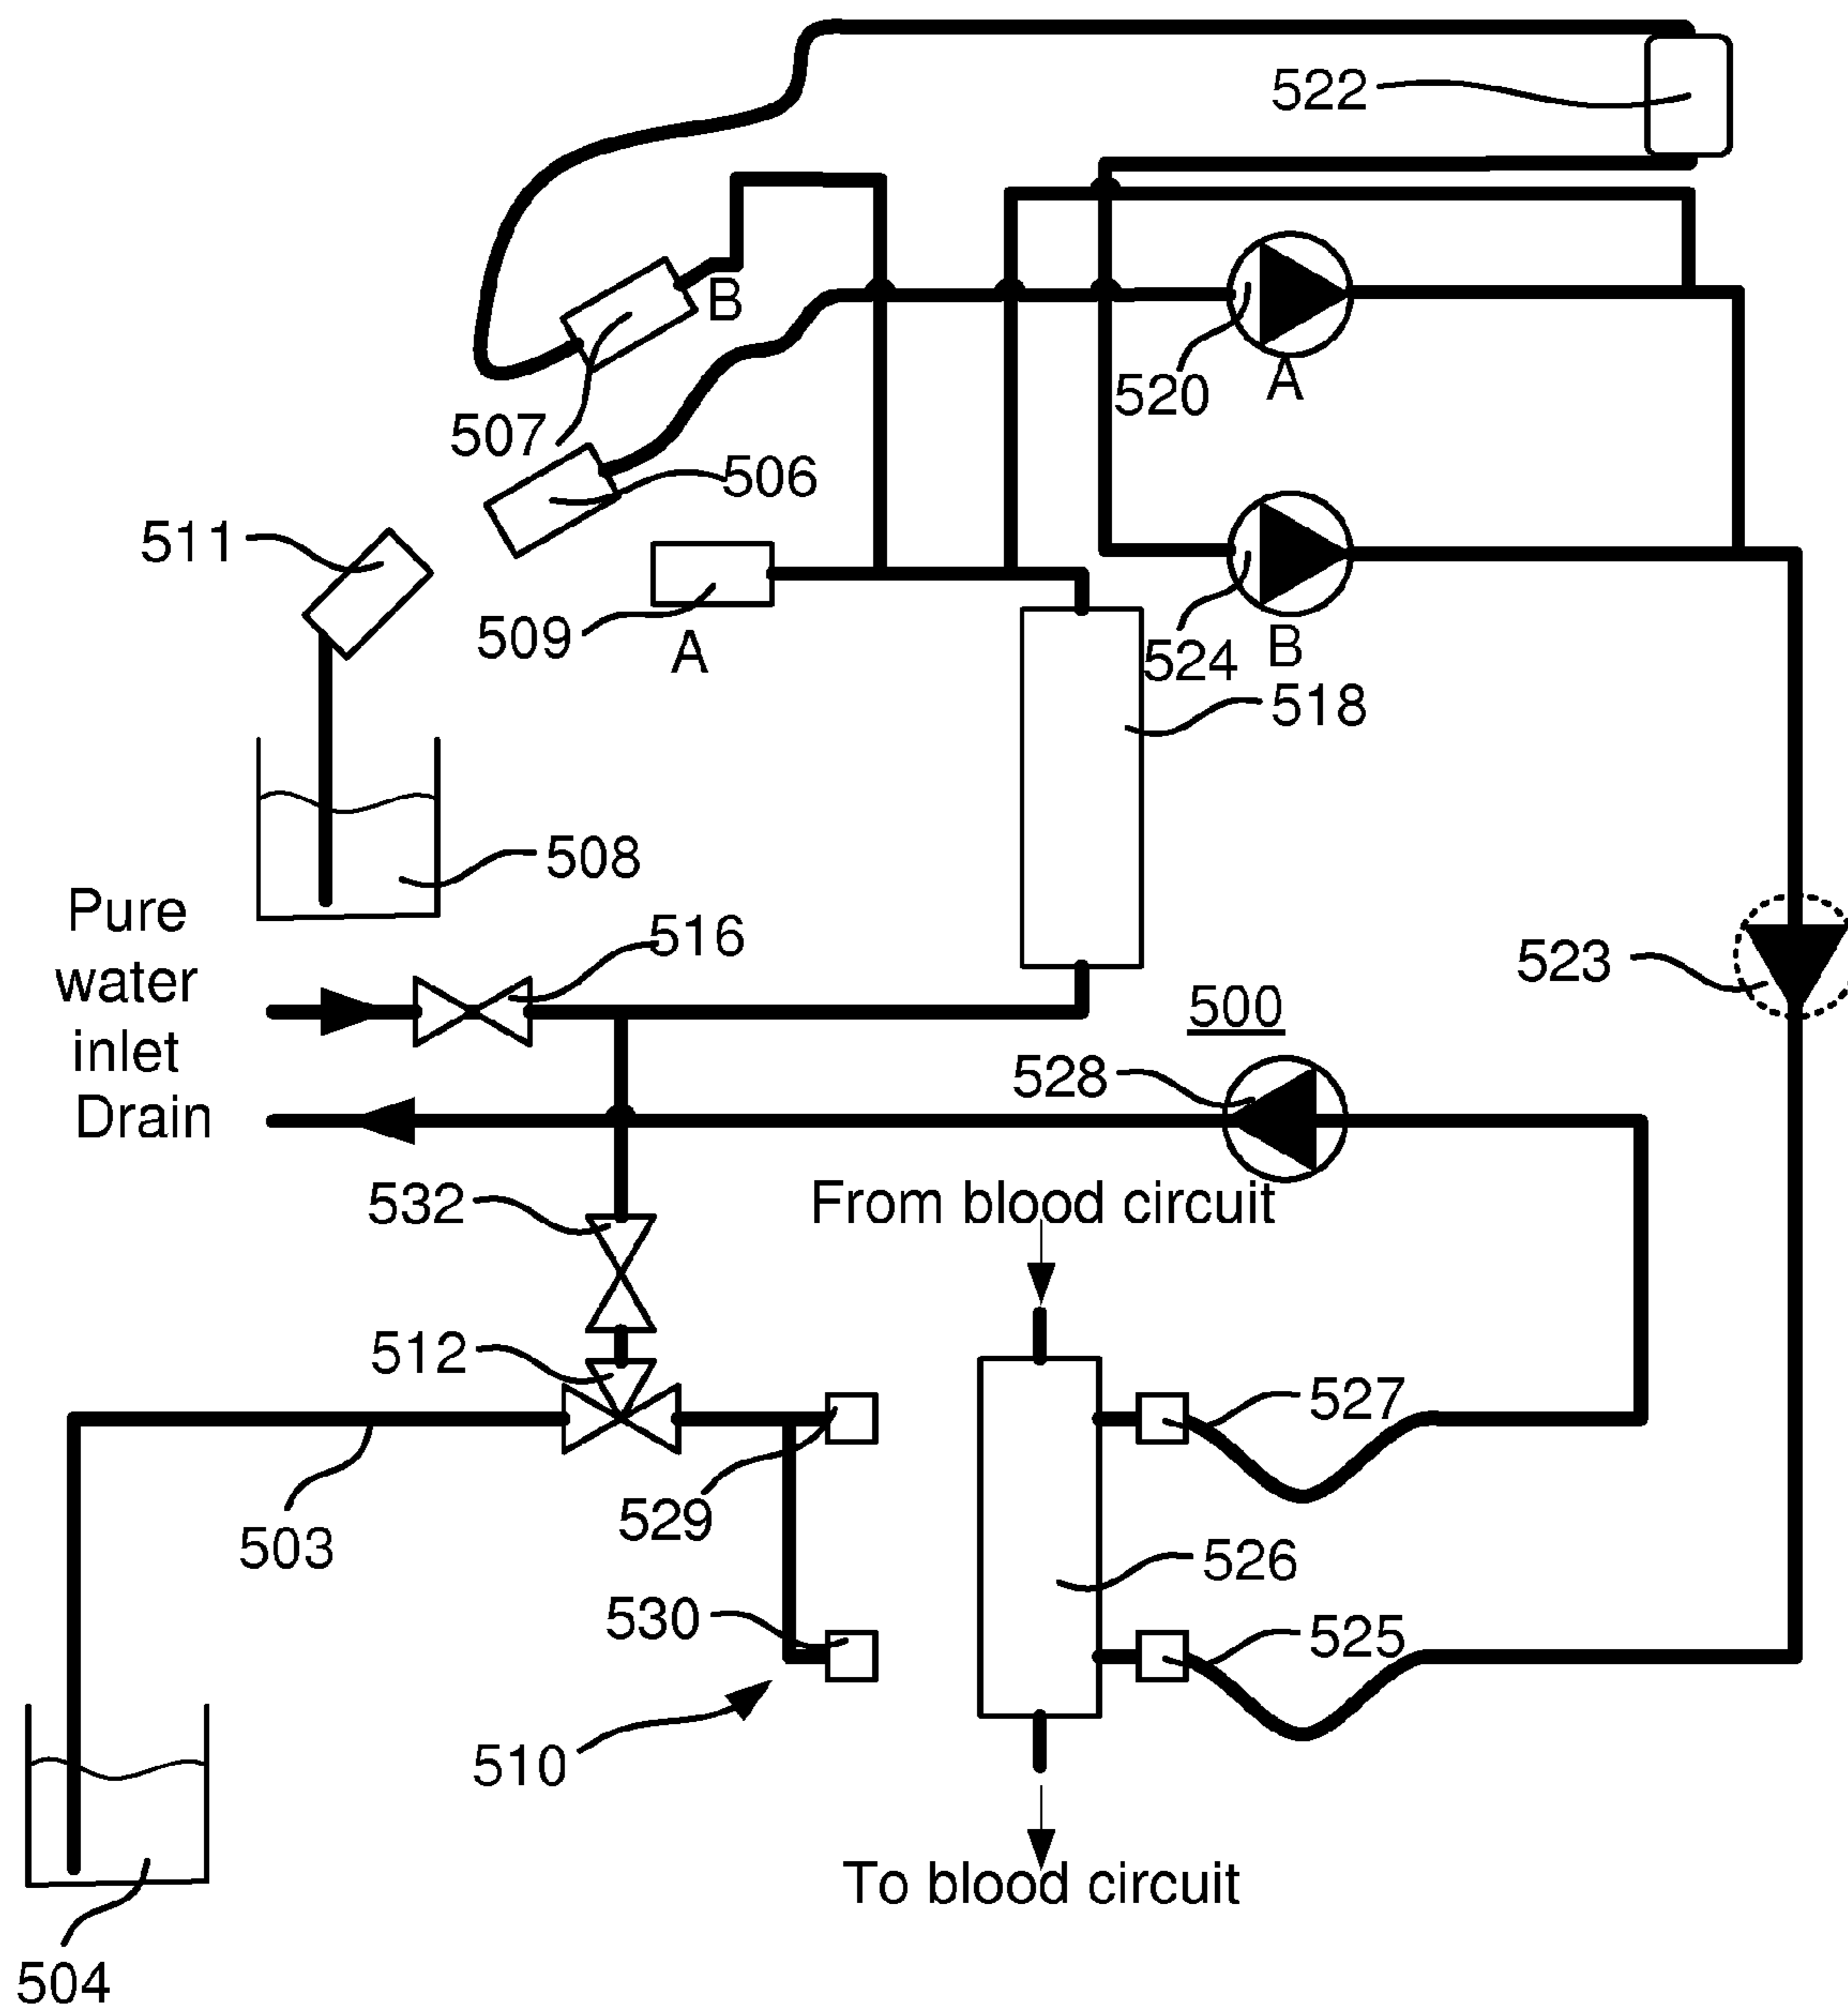 522
B
520
A
507
506
511
509
A
524
B
518
508
Pure
water
inlet
516
523
500
Drain
528
532
From blood circuit
512
527
529
503
526
530
525
510
To blood circuit
504